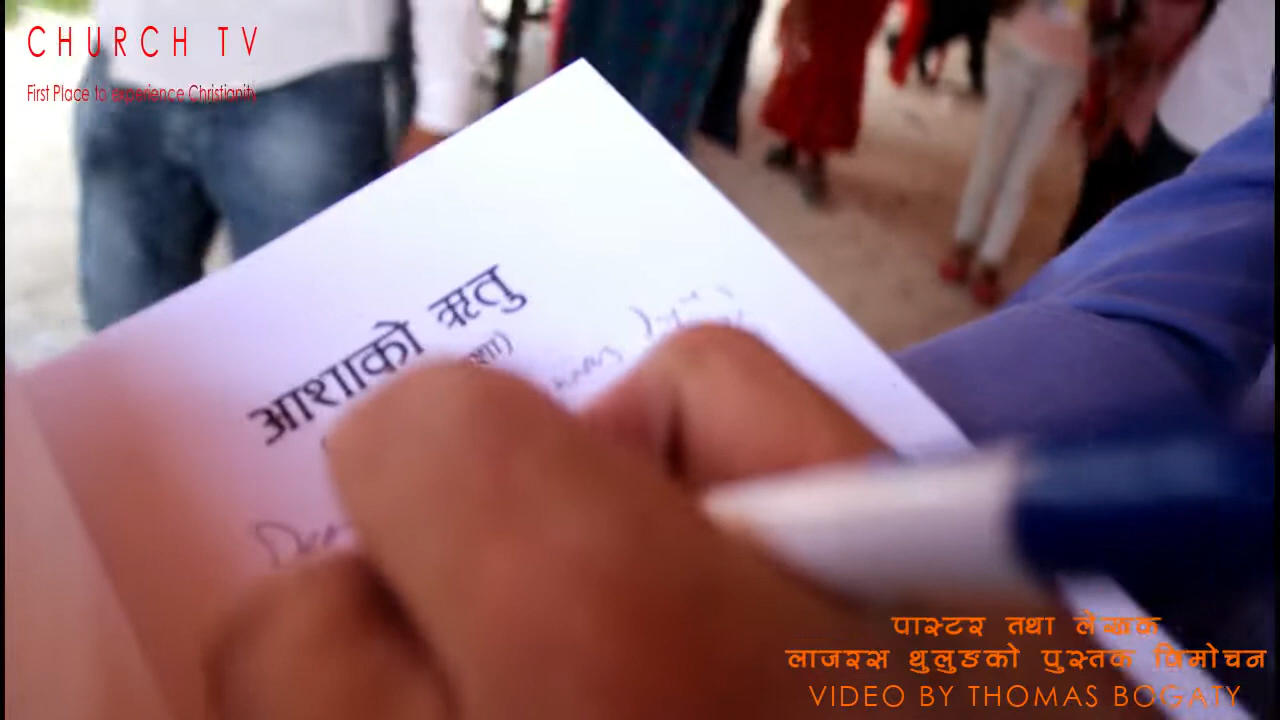 CHURCH TV
First Place to experience Christianity
आशाको ऋतु
पास्टर तथा लेखक
लाजरस थुलुङको पुस्तक विमोचन
VIDEO BY THOMAS BOGATY